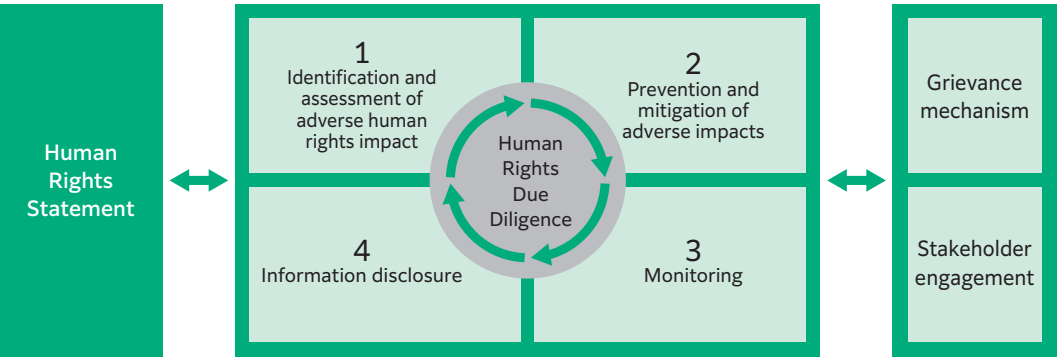 Human
Rights
Statement
1
Identification and
assessment of
adverse human
rights impact
2
Prevention and
mitigation of
adverse impacts
Human
Rights
Due
Diligence
4
Information disclosure
3
Monitoring
Grievance
mechanism
Stakeholder
engagement